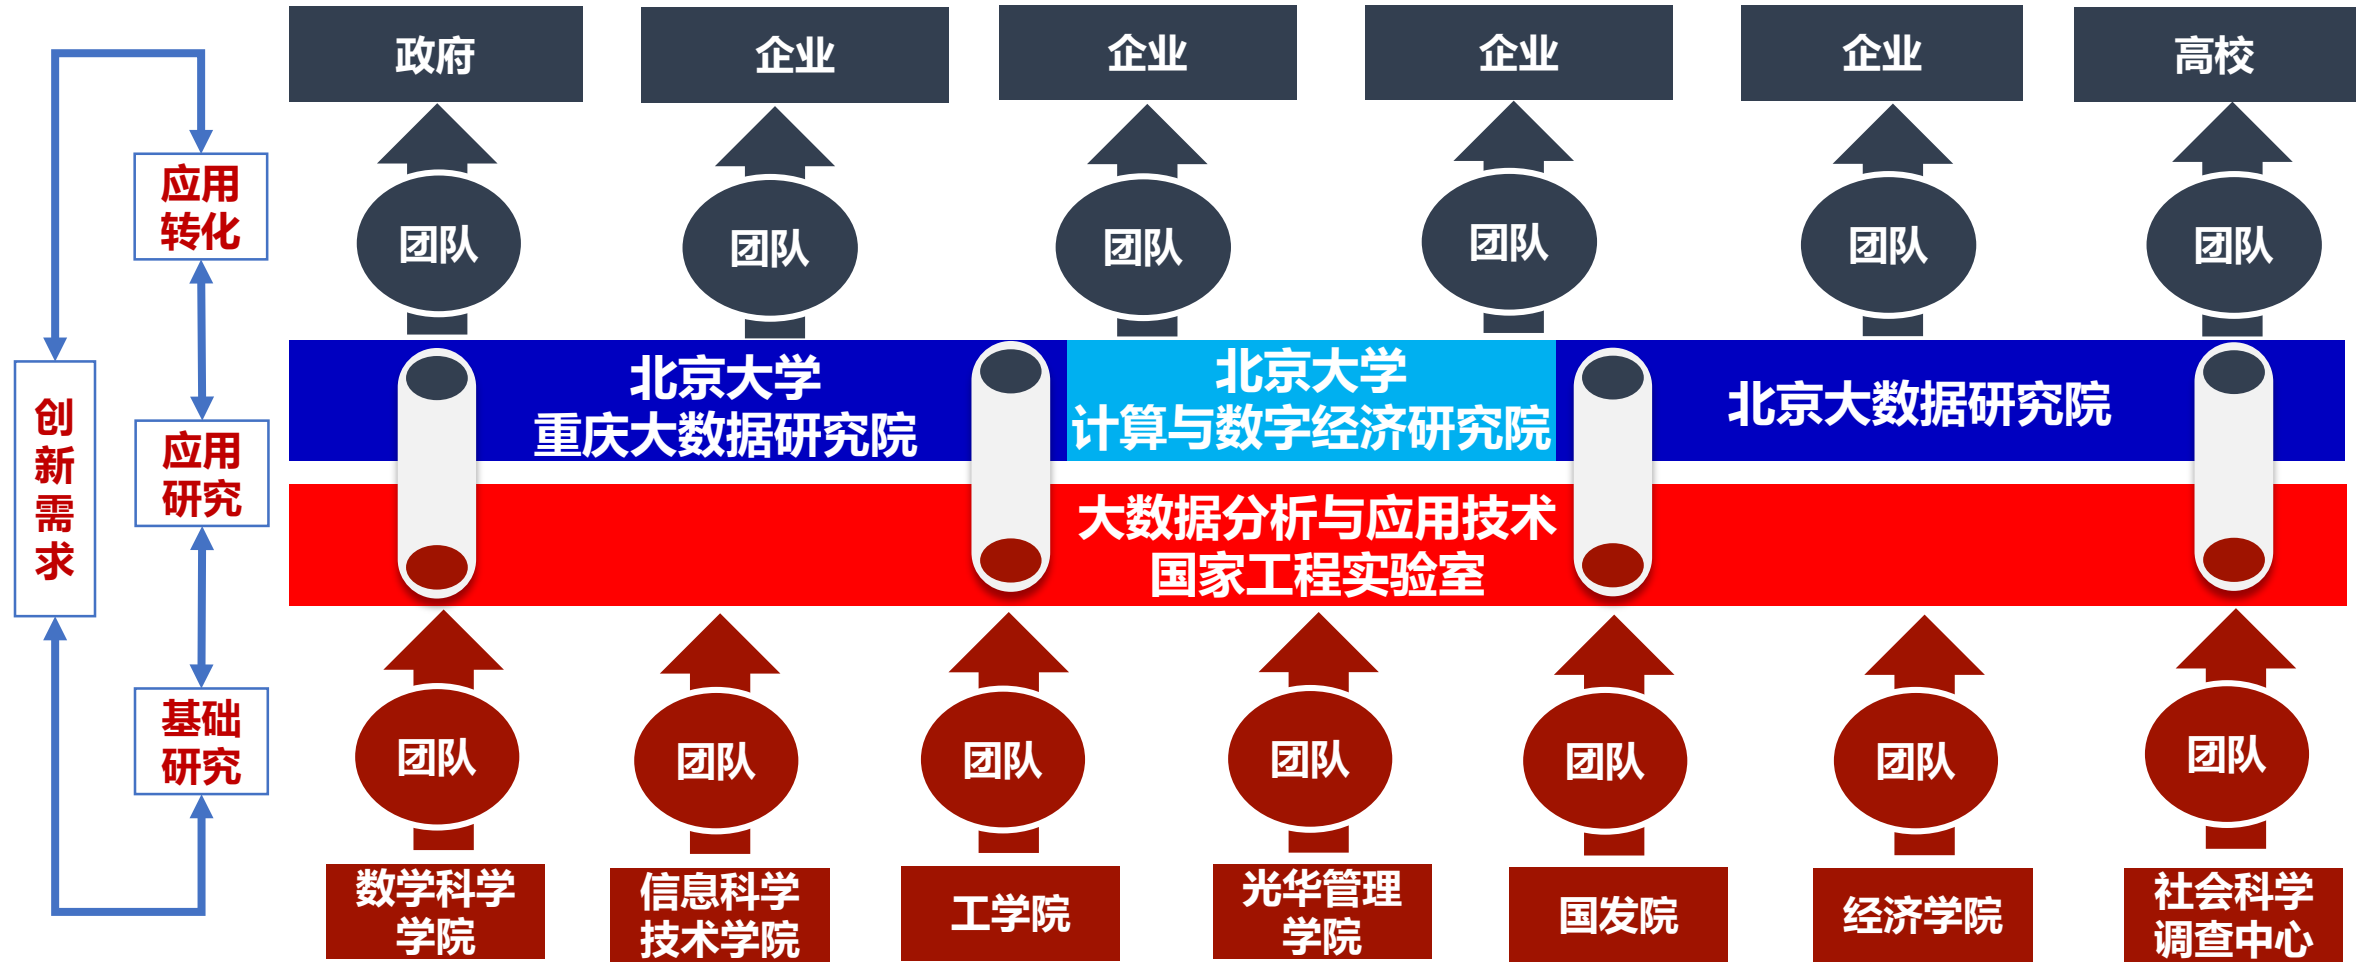 政府
企业
企业
企业
企业
高校
应用
转化
团队
团队
团队
团队
团队
团队
创
新
需
求
应用
研究
北京大学
重庆大数据研究院
北京大学
计算与数字经济研究院
北京大数据研究院
大数据分析与应用技术
国家工程实验室
基础
研究
团队
团队
团队
团队
团队
团队
团队
数学科学
学院
信息科学
技术学院
工学院
光华管理
学院
国发院
经济学院
社会科学
调查中心